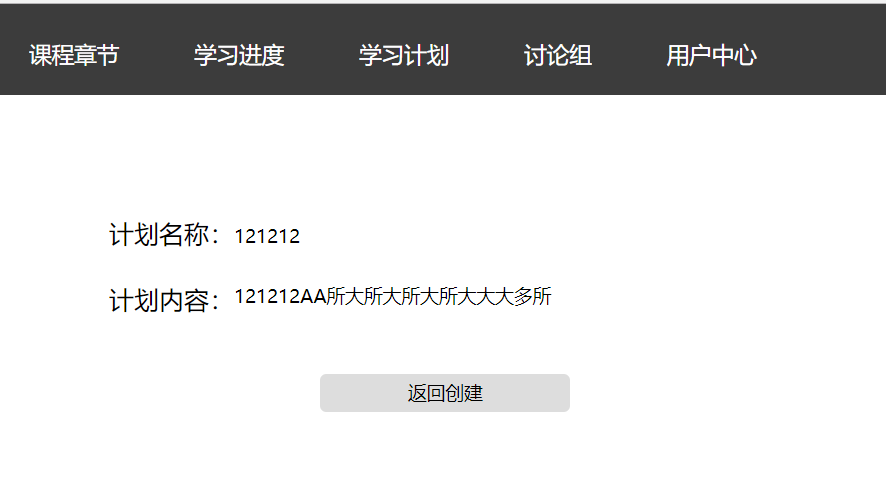 课程章节 学习进度 学习计划 讨论组 用户中心
计划名称：121212
计划内容：121212AA所大所大所大所大大大多所
返回创建